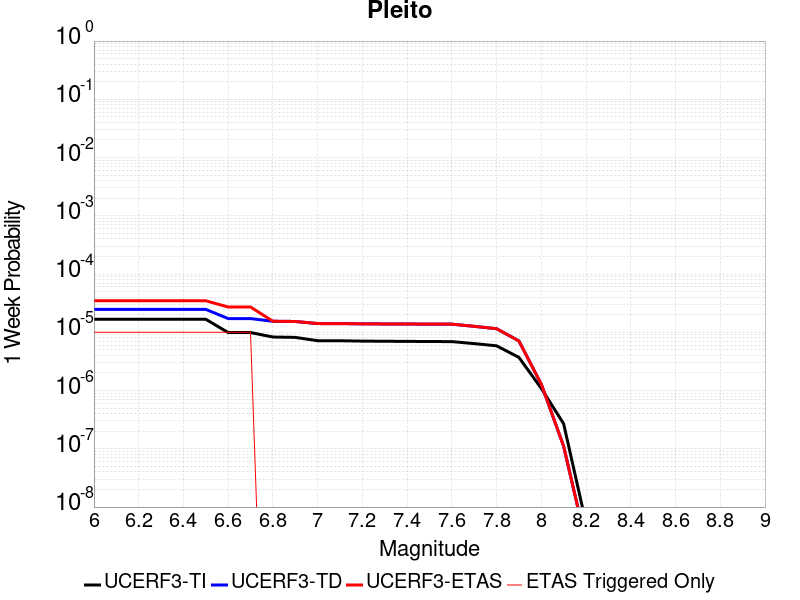 Pleito
10^0
10^-1
10^-2
10^-3
10^-4
10^-5
10^-6
10^-7
10^-8
1 Week Probability
6 6.2 6.4 6.6 6.8 7 7.2 7.4 7.6 7.8 8 8.2 8.4 8.6 8.8 9
Magnitude
UCERF3-TI UCERF3-TD UCERF3-ETAS ETAS Triggered Only